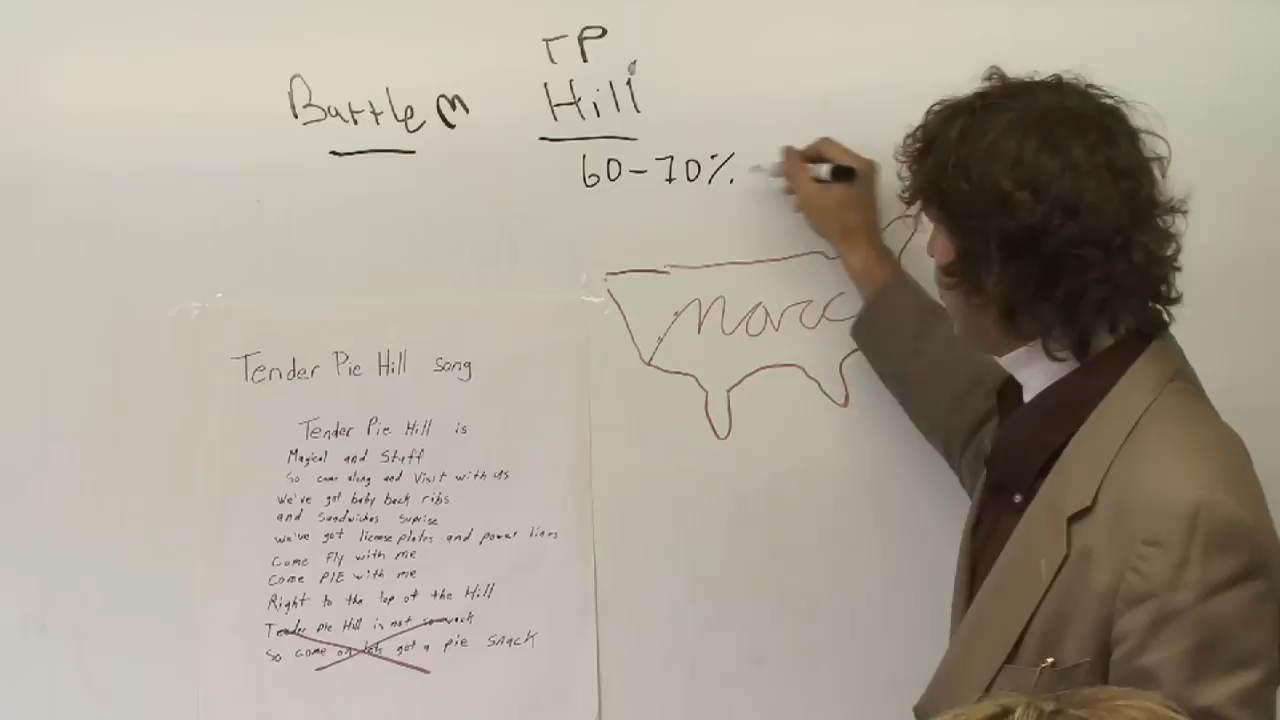 TP
Battle m Hill
60-70%
Tender Pie Hill song
Tender Pie Hill is
Magical and Stuff
So come along and Visit with us
We've got baby back ribs
and Sandwiches Suprise
we've got license plates and power lines
Come Fly with me
Come PIE with me
Right to the top of the Hill
Tender Pie Hill is not
So come on lets get a pie snack